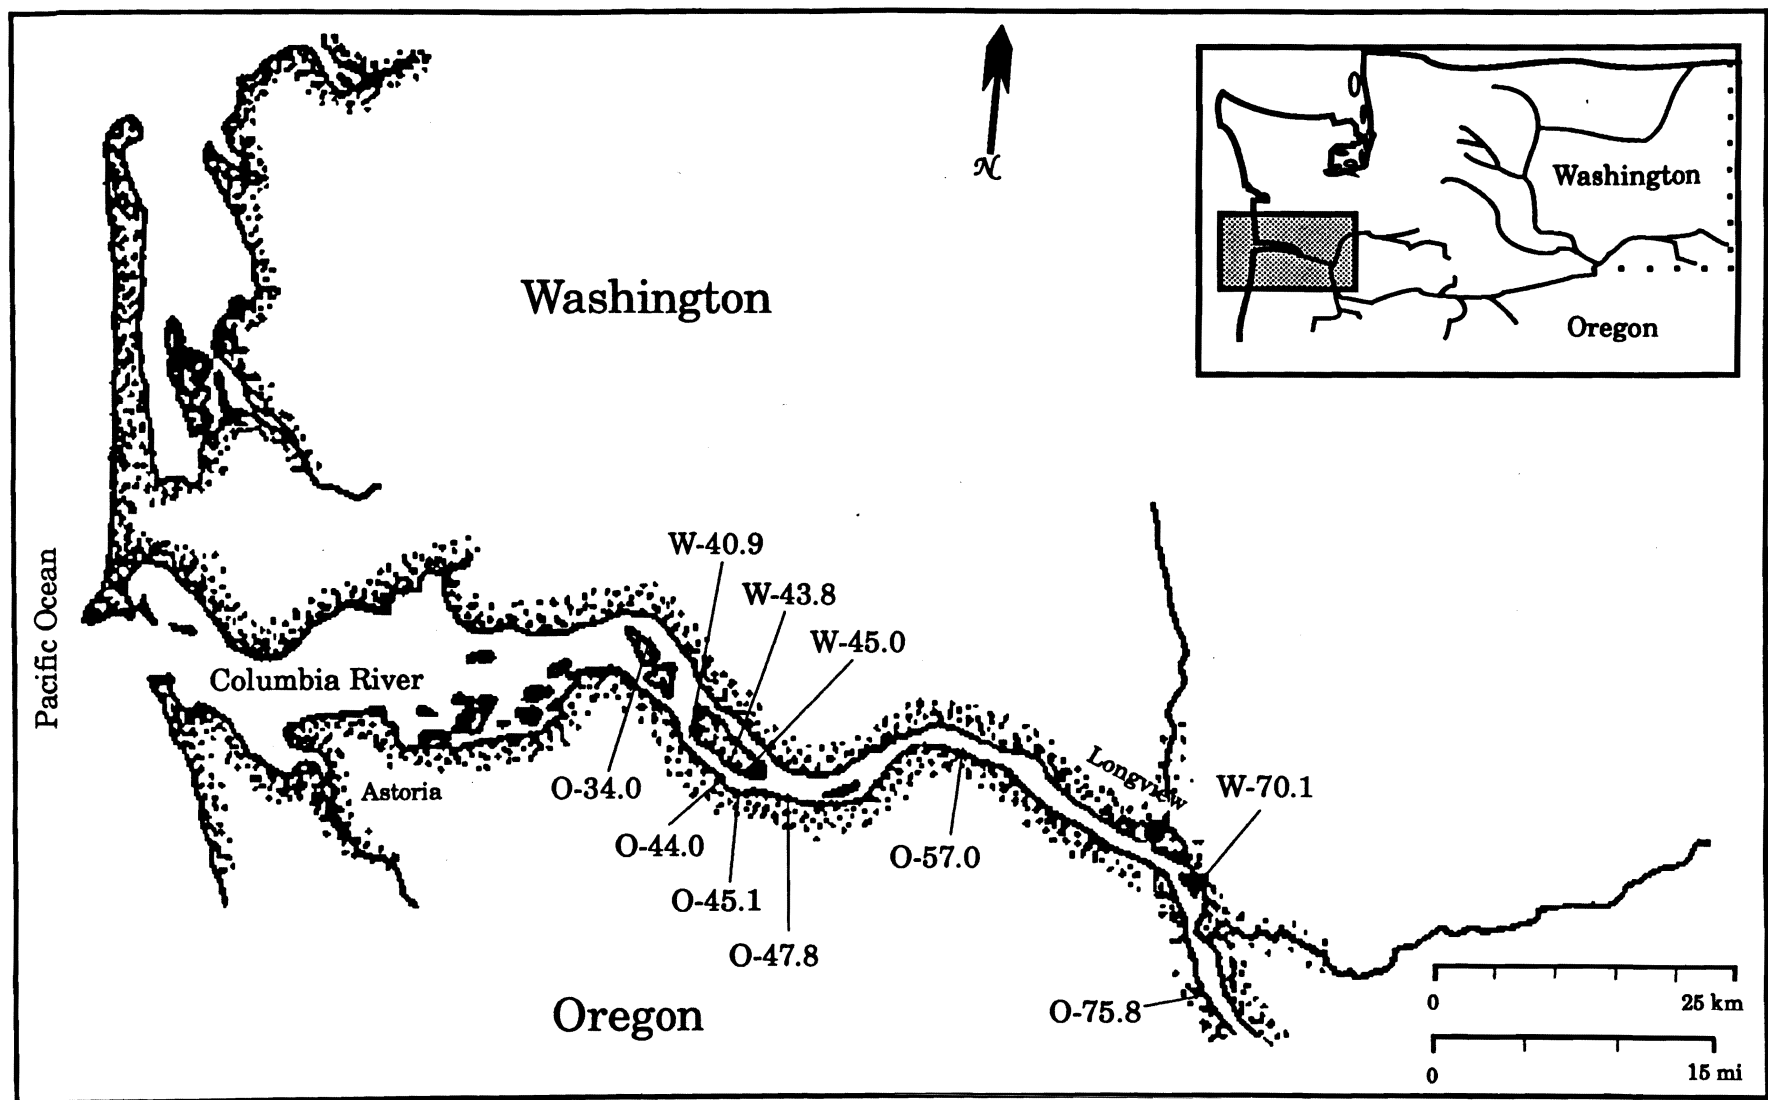 N
Washington
Oregon
Washington
Pacific Ocean
W-40.9
W-43.8
W-45.0
Columbia River
Astoria
O-34.0
O-44.0
O-45.1
O-47.8
O-57.0
Longview
W-70.1
O-75.8
Oregon
0
25 km
0
15 mi